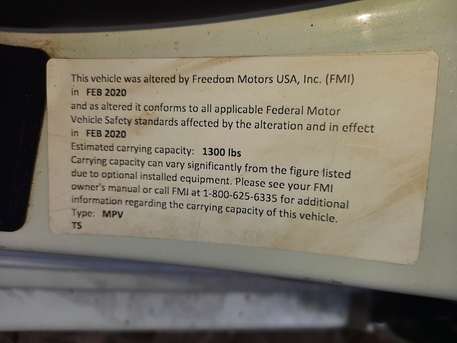 This vehicle was altered by Freedom Motors USA, Inc. (FMI)
in FEB 2020
and as altered it conforms to all applicable Federal Motor
Vehicle Safety standards affected by the alteration and in effect
in FEB 2020
Estimated carrying capacity: 1300 lbs
Carrying capacity can vary significantly from the figure listed
due to optional installed equipment. Please see your FMI
owner's manual or call FMI at 1-800-625-6335 for additional
information regarding the carrying capacity of this vehicle.
Type: MPV
TS